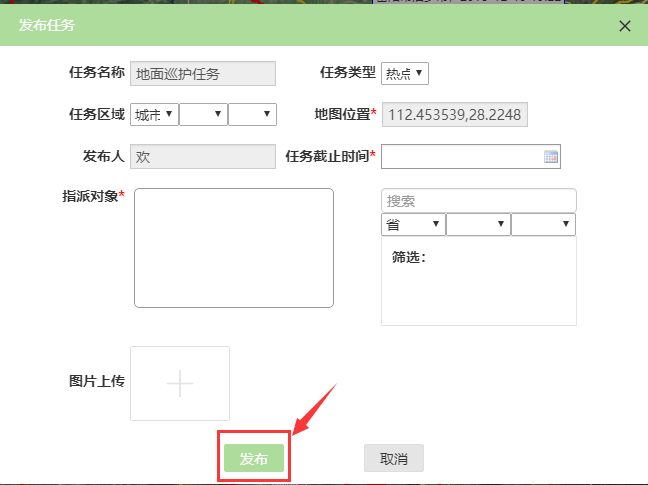 发布任务
任务名称 地面巡护任务 任务类型 热点
任务区域 城市 地图位置* 112.453539,28.2248
发布人 欢 任务截止时间*
指派对象* 搜索
省
筛选：
图片上传
发布 取消